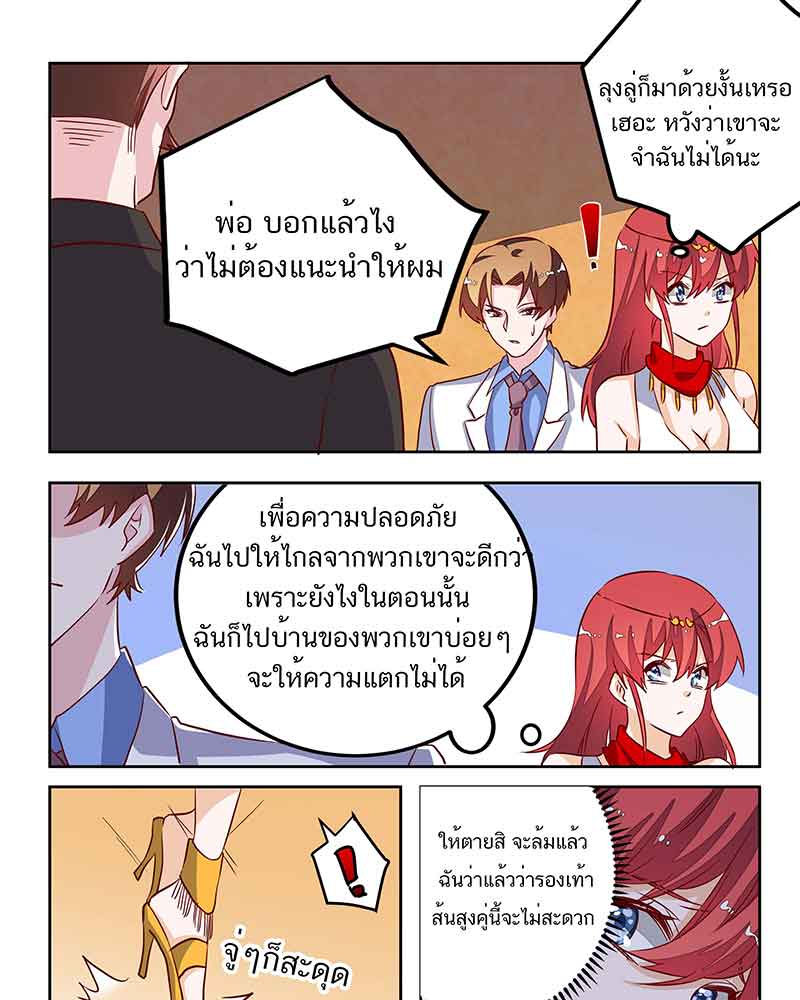 ลุงลู่ก็มาด้วยงั้นเหรอ
เฮอะ หวังว่าเขาจะ
จำฉันไม่ได้นะ
พ่อ บอกแล้วไง
ว่าไม่ต้องแนะนำให้ผม
!
เพื่อความปลอดภัย
ฉันไปให้ไกลจากพวกเขาจะดีกว่า
เพราะยังไงในตอนนั้น
ฉันก็ไปบ้านของพวกเขาบ่อยๆ
จะให้ความแตกไม่ได้
!
จู่ๆก็สะดุด
ให้ตายสิ จะล้มแล้ว
ฉันว่าแล้วว่ารองเท้า
ส้นสูงคู่นี้จะไม่สะดวก